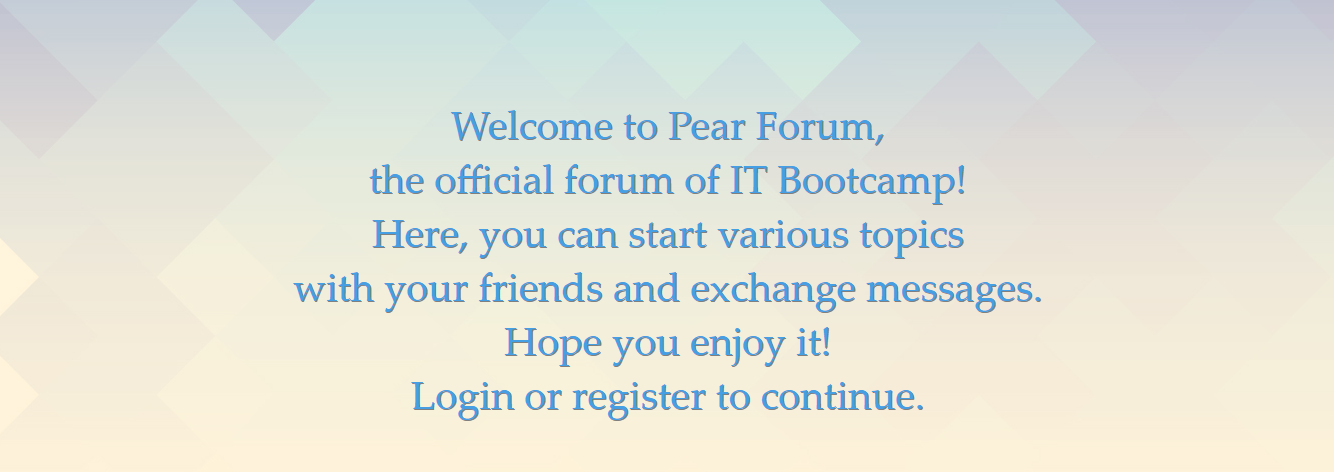 Welcome to Pear Forum,
the official forum of IT Bootcamp!
Here, you can start various topics
with your friends and exchange messages.
Hope you enjoy it!
Login or register to continue.